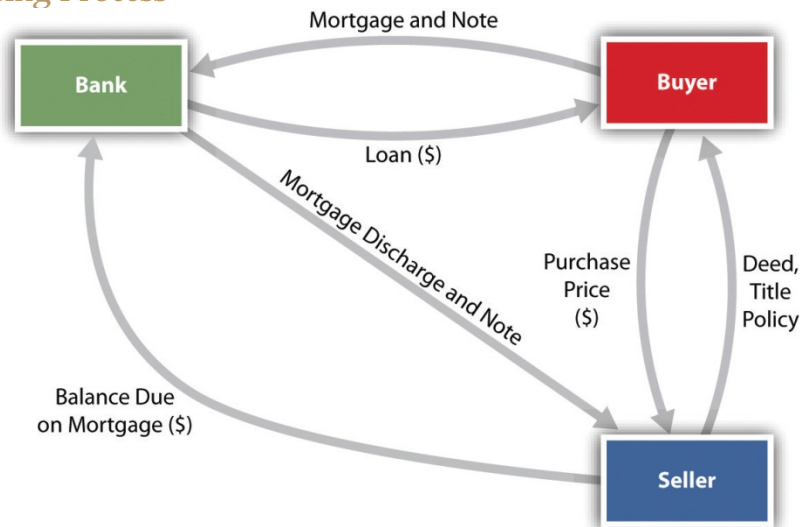 Mortgage and Note
Bank
Buyer
Loan ($)
Mortgage Discharge and Note
Purchase
Price
($)
Deed,
Title
Policy
Balance Due
on Mortgage ($)
Seller